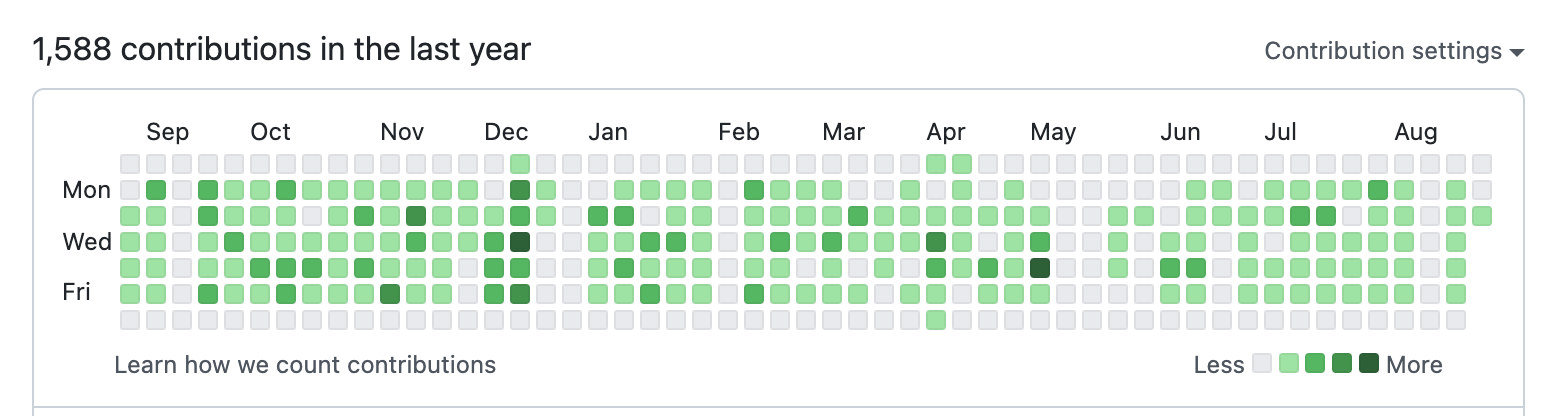 1,588 contributions in the last year
Contribution settings
Sep Oct Nov Dec Jan Feb Mar Apr May Jun Jul Aug
Mon
Wed
Fri
Learn how we count contributions
Less More